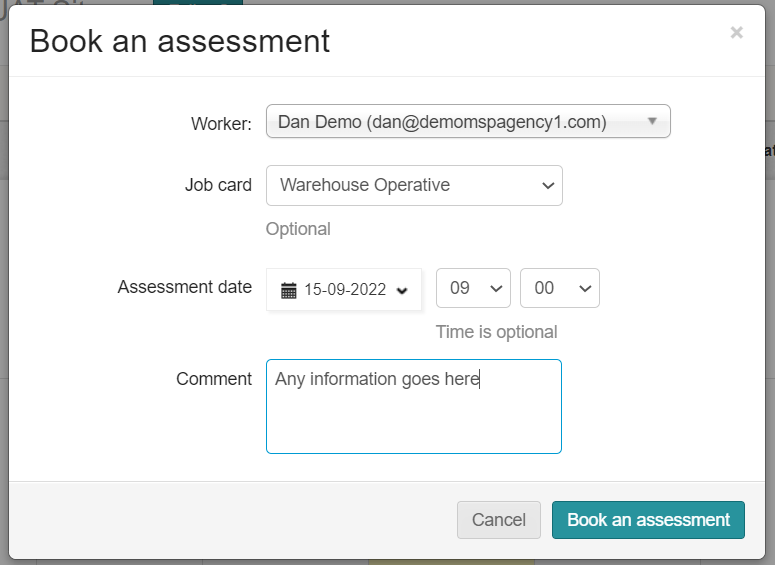 Book an assessment ×
Worker: Dan Demo (dan@demomspagency1.com)
Job card Warehouse Operative
Optional
Assessment date 15-09-2022 09 00
Time is optional
Comment Any information goes here
Cancel Book an assessment